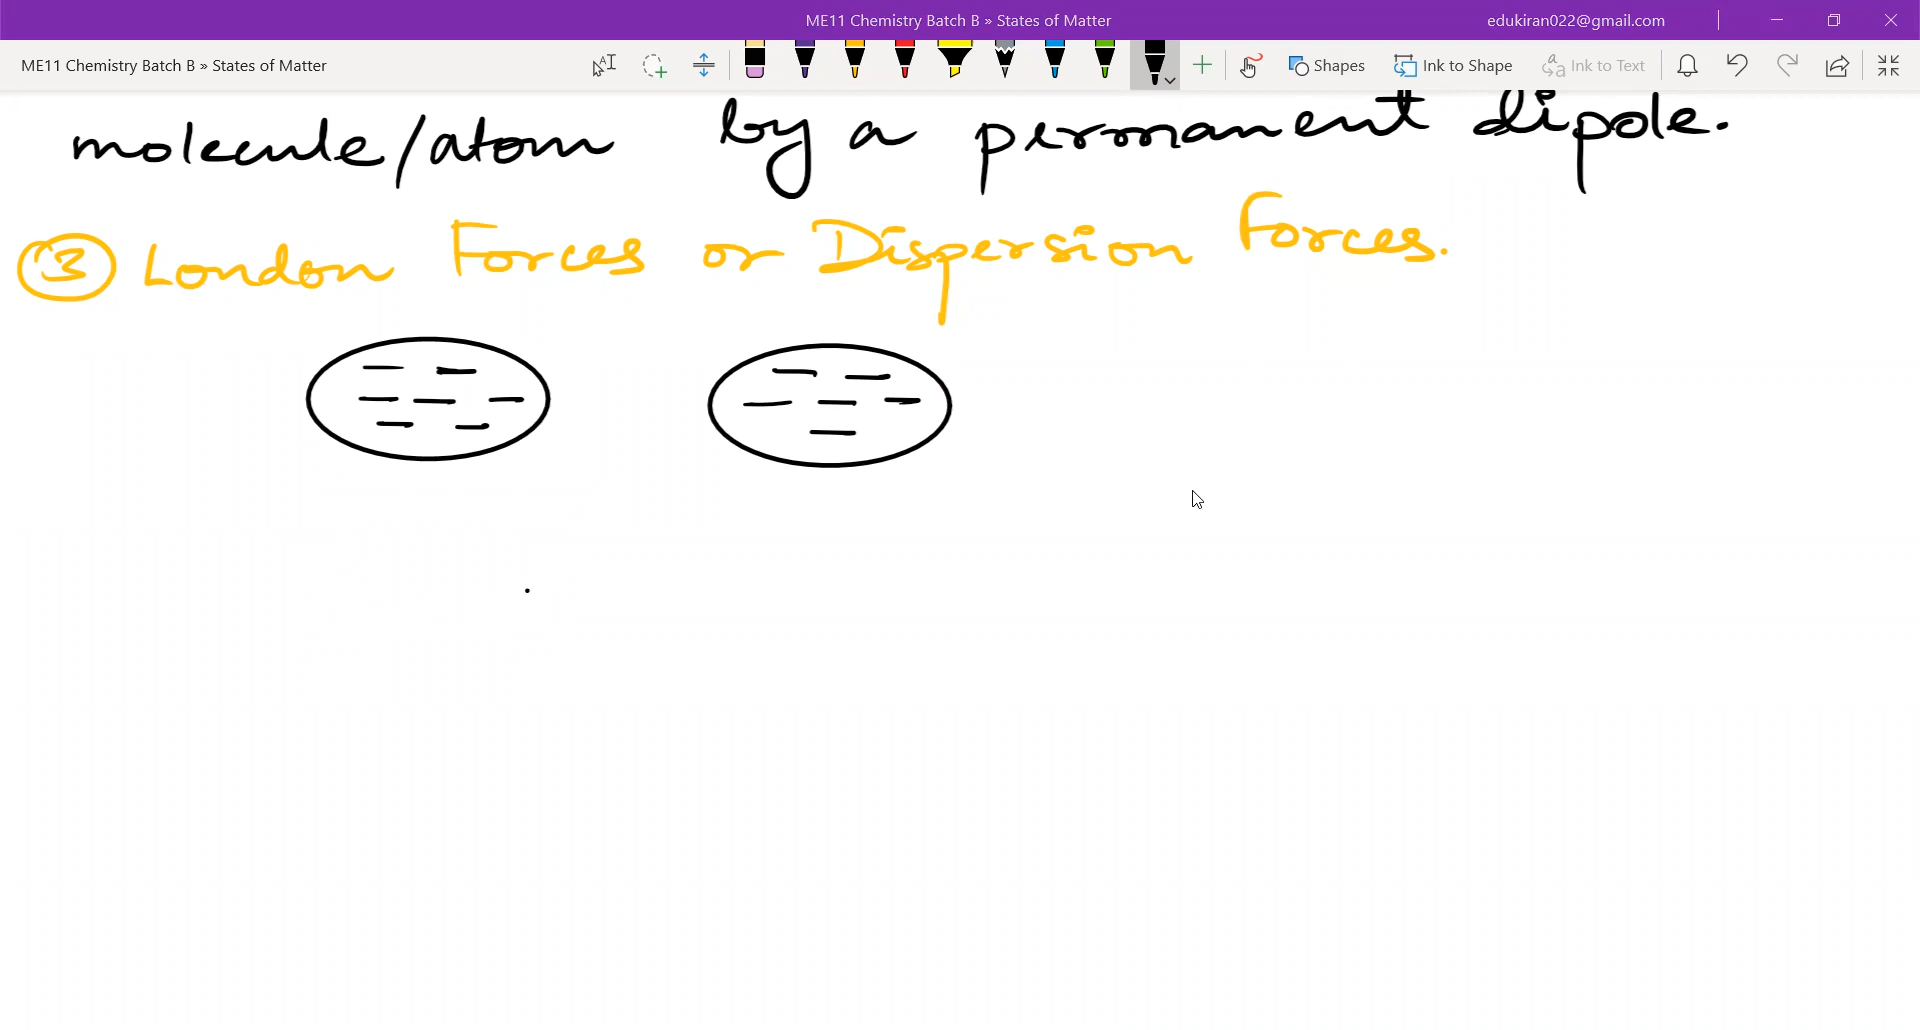 ME11 Chemistry Batch B » States of Matter
edukiran022@gmail.com
ME11 Chemistry Batch B » States of Matter
Shapes
Ink to Shape
Ink to Text
molecule/atom by a permanent dipole.
③ London Forces or Dispersion Forces.